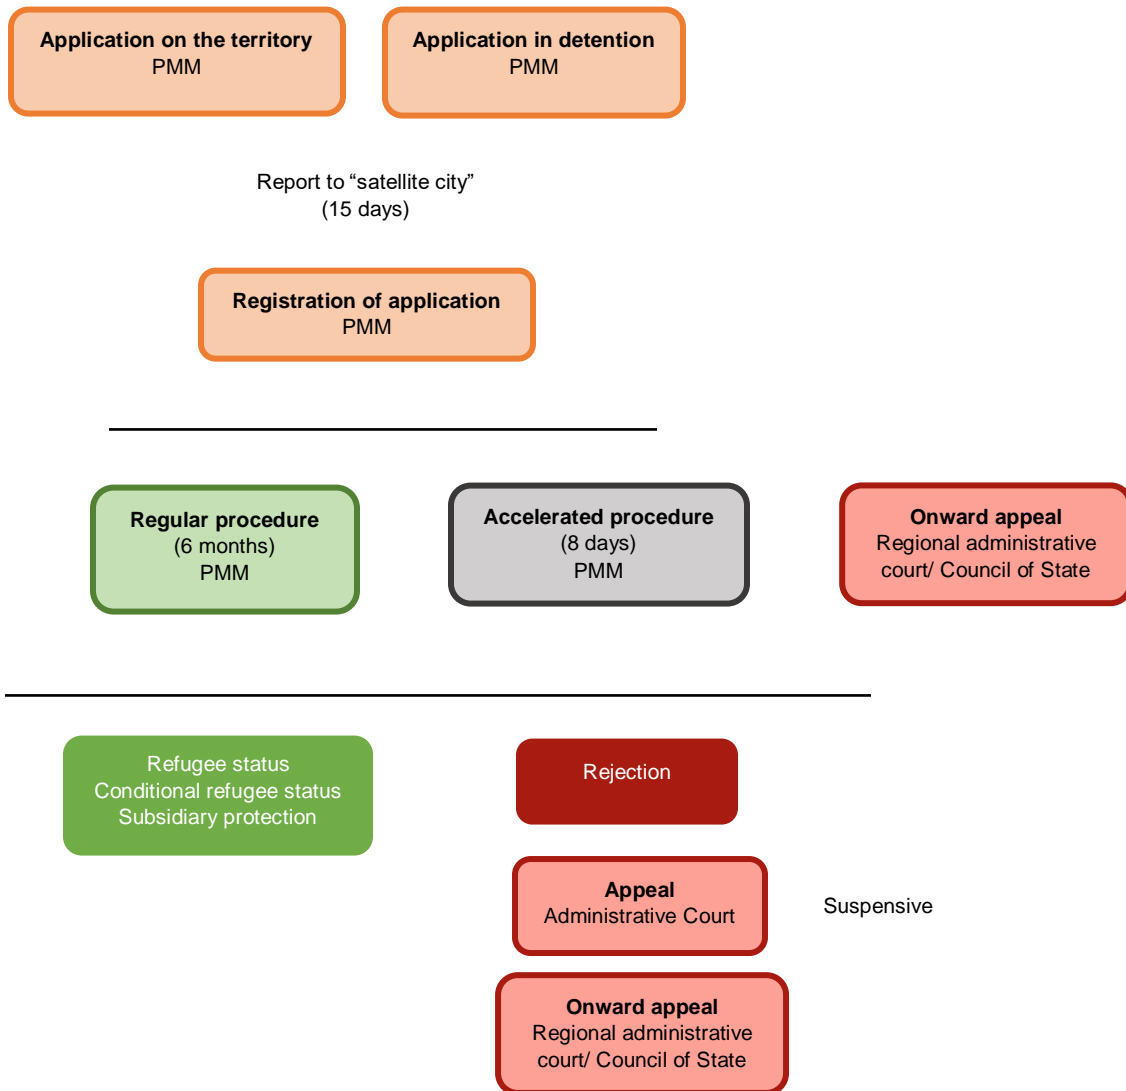 Application on the territory
PMM
Application in detention
PMM
Report to “satellite city”
(15 days)
Registration of application
PMM
Regular procedure
(6 months)
PMM
Accelerated procedure
(8 days)
PMM
Onward appeal
Regional administrative
court/ Council of State
Refugee status
Conditional refugee status
Subsidiary protection
Rejection
Appeal
Administrative Court
Suspensive
Onward appeal
Regional administrative
court/ Council of State